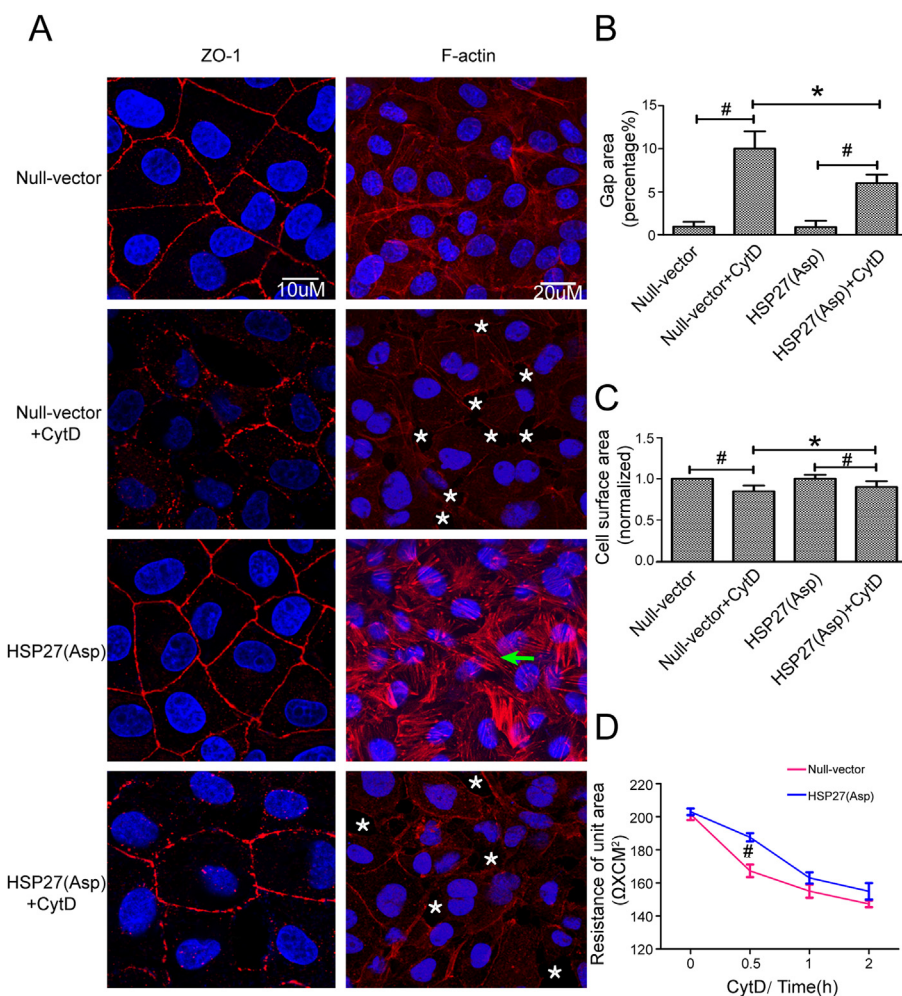 A
ZO-1
F-actin
Null-vector
10uM
20uM
* * * * * * * *
Null-vector
+CytD
HSP27(Asp)
* * * * *
HSP27(Asp)
+CytD
B
Gap area
(percentage%)
15
10
5
0
#
*
#
Null-vector
Null-vector+CytD
HSP27(Asp)
HSP27(Asp)+CytD
C
Cell surface area
(normalized)
1.5
1.0
0.5
0.0
#
*
#
Null-vector
Null-vector+CytD
HSP27(Asp)
HSP27(Asp)+CytD
D
Null-vector
HSP27(Asp)
Resistance of unit area
(ΩXCM²)
220
200
180
160
140
120
#
0 0.5 1 2
CytD/ Time(h)